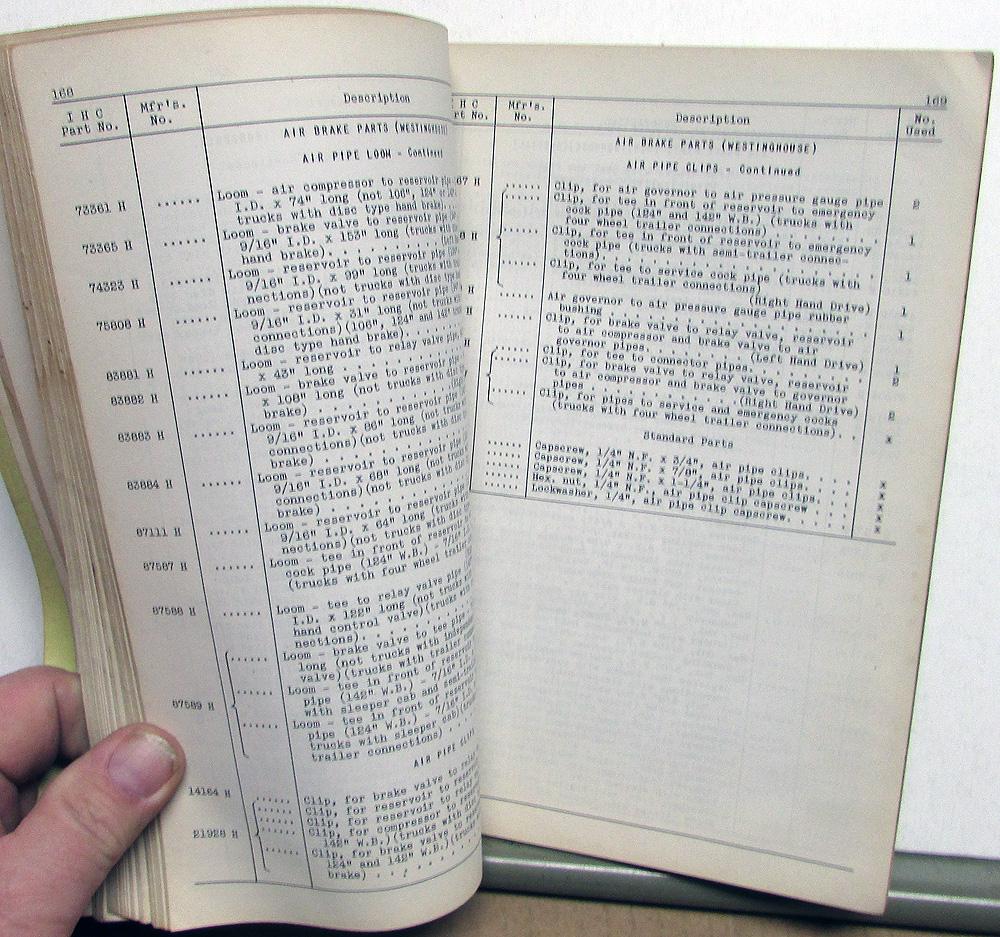 168
I H C
Part No.
Mfr's.
No.
Description
AIR BRAKE PARTS (WESTINGHOUSE)
AIR PIPE LOOM - Continued
73361 H ...... Loom - air compressor to reservoir pipe
I.D. x 74" long (not 106", 124" or
trucks with disc type hand brake).
73365 H ...... Loom - brake valve to reservoir pipe
9/16" I.D. x 153" long (trucks with
hand brake). . . . . . . . .
74323 H ...... Loom - reservoir to reservoir pipe
9/16" I.D. x 99" long (trucks with
nections)(not trucks with disc type
75808 H ...... Loom - reservoir to reservoir pipe
9/16" I.D. x 31" long (not trucks
connections)(106", 124" and 142"
disc type hand brake) . . . .
83881 H ...... Loom - reservoir to relay valve pipe,
x 43" long . . . . . . . .
83882 H ...... Loom - brake valve to reservoir
x 108" long (not trucks with disc
brake) . . . . . . . .
83883 H ...... Loom - reservoir to reservoir pipe
9/16" I.D. x 86" long (not trucks
connections)(not trucks with disc
brake) . . . . . . . .
83884 H ...... Loom - reservoir to reservoir pipe
9/16" I.D. x 68" long (not trucks
connections)(not trucks with disc
brake) . . . . . . . .
87111 H ...... Loom - reservoir to reservoir
9/16" I.D. x 64" long (trucks
nections)(not trucks with disc
87587 H ...... Loom - tee in front of reservoir
cock pipe (124" W.B.) - 7/16"
(trucks with four wheel trailer
87588 H ...... Loom - tee to relay valve pipe
I.D. x 122" long (not trucks
hand control valve)(trucks
nections). . . . . . . .
87589 H ...... Loom - brake valve to tee pipe
long (not trucks with
valve)(trucks with trailer
...... Loom - tee in front of reservoir
pipe (142" W.B.) - 7/16" I.D.
with sleeper cab and
...... Loom - tee in front of
pipe (124" W.B.) - 7/16"
trucks with sleeper cab)
trailer connections) . .
AIR PIPE CLIPS
14164 H ...... Clip, for brake valve to relay
21928 H ...... Clip, for reservoir to
...... Clip, for reservoir to relay
...... Clip, for compressor to
142" W.B.)(trucks with
...... Clip, for brake valve to
124" and 142" W.B.)
brake) . . . . . .
169
H C
rt No.
Mfr's.
No.
Description
No.
Used
AIR BRAKE PARTS (WESTINGHOUSE)
AIR PIPE CLIPS - Continued
67 H ...... Clip, for air governor to air pressure gauge pipe 2
...... Clip, for tee in front of reservoir to emergency
cock pipe (124" and 142" W.B.) (trucks with
four wheel trailer connections) . . . . . . . 1
...... Clip, for tee in front of reservoir to emergency
cock pipe (trucks with semi-trailer connec-
tions). . . . . . . . . . . . . 1
...... Clip, for tee to service cock pipe (trucks with
four wheel trailer connections) . . . . . . . 1
(Right Hand Drive)
...... Air governor to air pressure gauge pipe rubber
bushing . . . . . . . . . . . . 1
...... Clip, for brake valve to relay valve, reservoir
to air compressor and brake valve to air
governor pipes. . . . . . . . . . . 1
(Left Hand Drive)
...... Clip, for tee to connector pipes. . . . . . . 2
...... Clip, for brake valve to relay valve, reservoir
to air compressor and brake valve to governor
pipes . . . . . . . . . . . . . 2
(Right Hand Drive)
...... Clip, for pipes to service and emergency cocks
(trucks with four wheel trailer connections). . x
Standard Parts
...... Capscrew, 1/4" N.F. x 3/4", air pipe clips. . . . x
...... Capscrew, 1/4" N.F. x 7/8", air pipe clips. . . . x
...... Capscrew, 1/4" N.F. x 1-1/4", air pipe clips. . . x
...... Hex. nut, 1/4" N.F., air pipe clip capscrew . . . x
...... Lockwasher, 1/4", air pipe clip capscrew. . . . . x